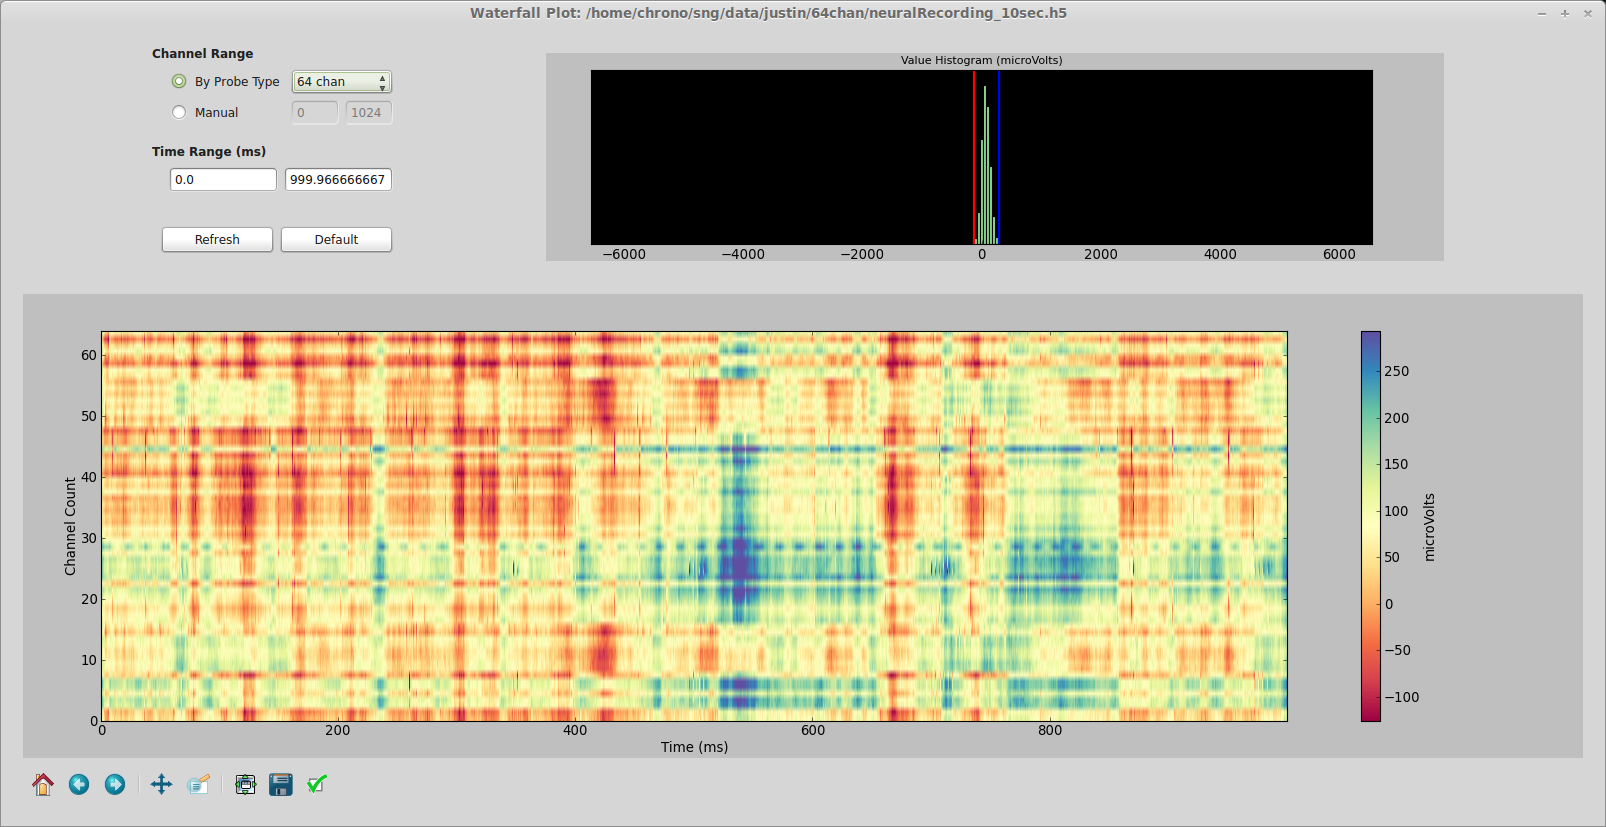 Waterfall Plot: /home/chrono/sng/data/justin/64chan/neuralRecording_10sec.h5
Channel Range
By Probe Type 64 chan
Manual 0 1024
Time Range (ms)
0.0 999.966666667
Refresh Default
Value Histogram (microVolts)
−6000 −4000 −2000 0 2000 4000 6000
60
50
40
30
20
10
0
Channel Count
0 200 400 600 800
Time (ms)
250
200
150
100
50
0
−50
−100
microVolts